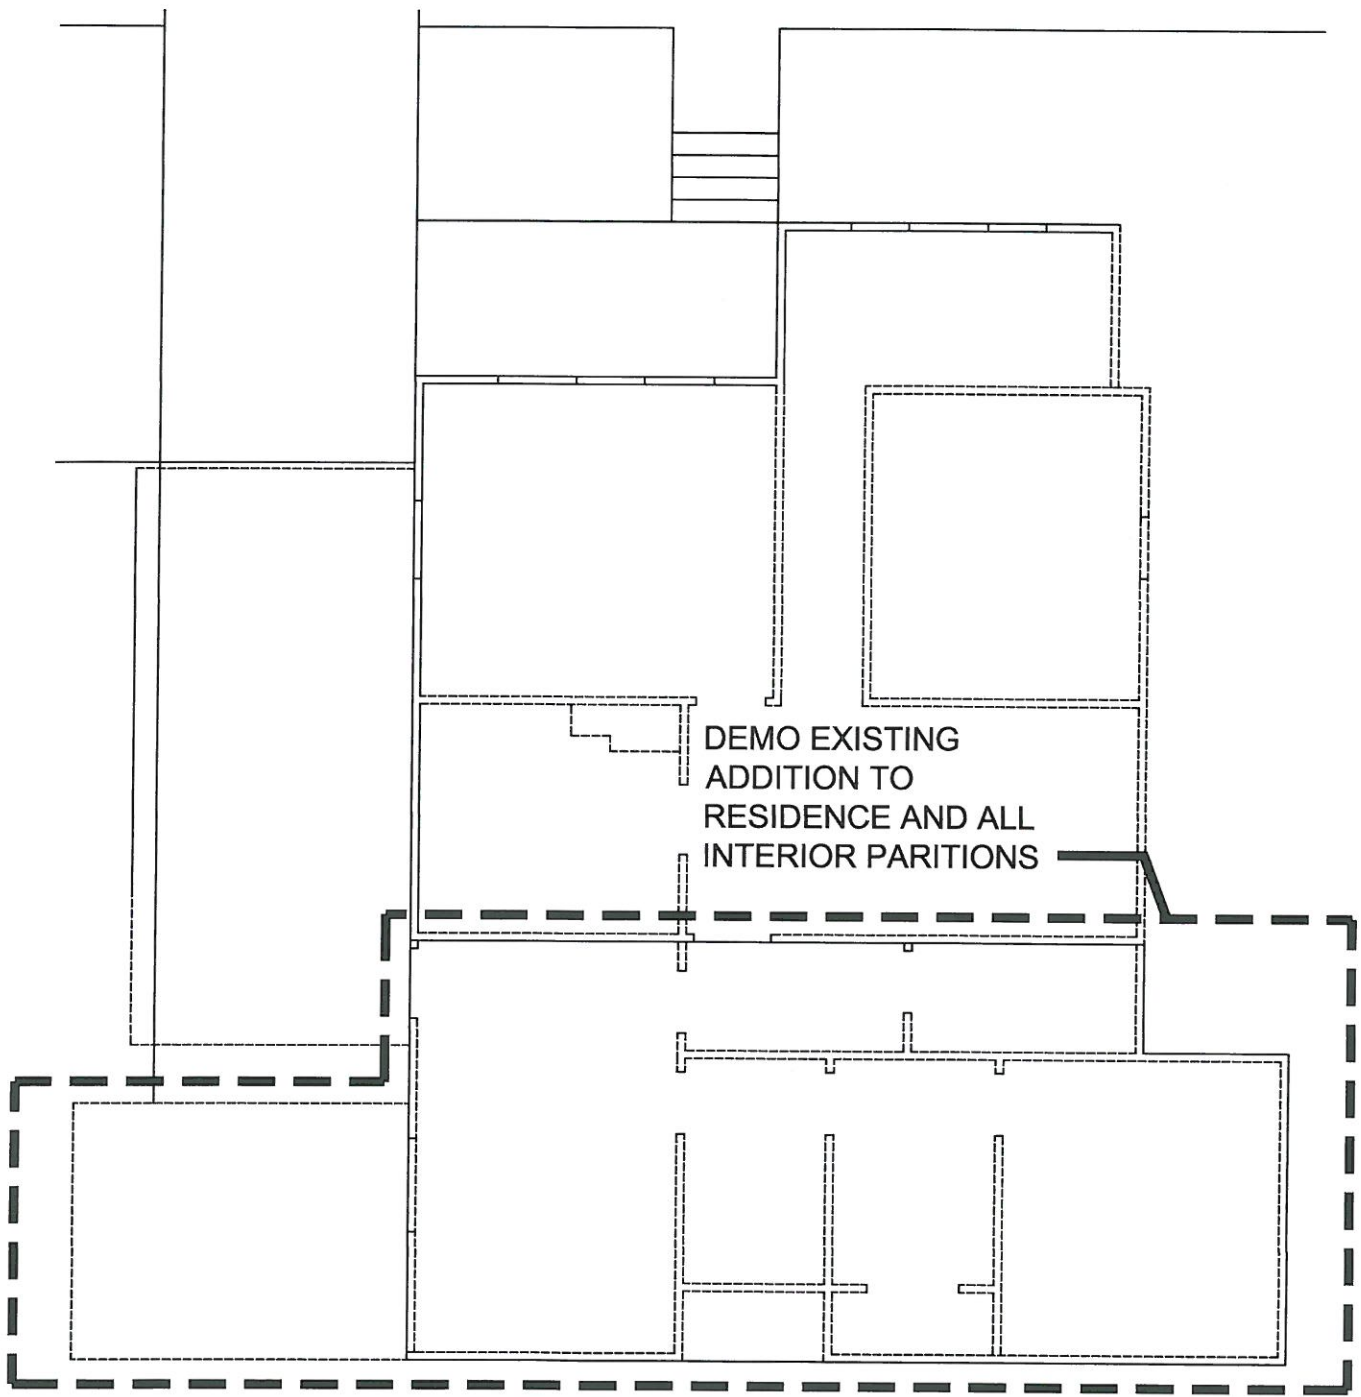 DEMO EXISTING
ADDITION TO
RESIDENCE AND ALL
INTERIOR PARITIONS